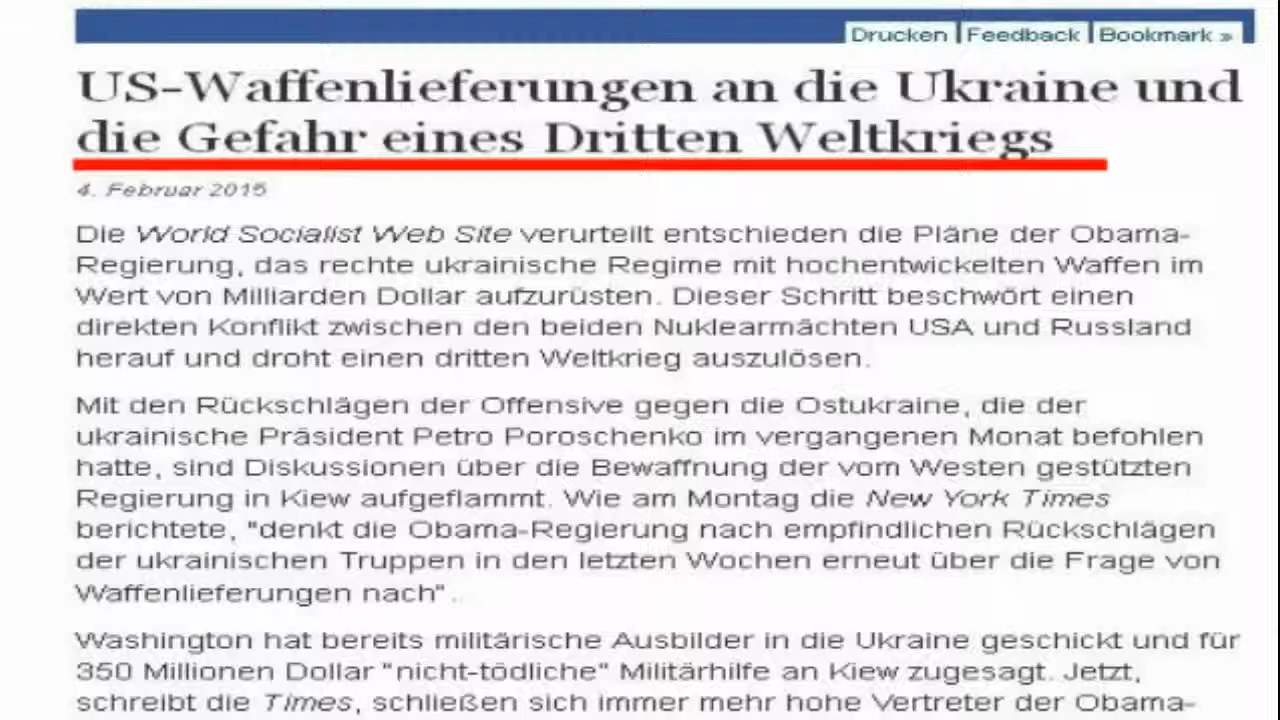 Drucken Feedback Bookmark »
US-Waffenlieferungen an die Ukraine und
die Gefahr eines Dritten Weltkriegs
4. Februar 2015
Die World Socialist Web Site verurteilt entschieden die Pläne der Obama-
Regierung, das rechte ukrainische Regime mit hochentwickelten Waffen im
Wert von Milliarden Dollar aufzurüsten. Dieser Schritt beschwört einen
direkten Konflikt zwischen den beiden Nuklearmächten USA und Russland
herauf und droht einen dritten Weltkrieg auszulösen.
Mit den Rückschlägen der Offensive gegen die Ostukraine, die der
ukrainische Präsident Petro Poroschenko im vergangenen Monat befohlen
hatte, sind Diskussionen über die Bewaffnung der vom Westen gestützten
Regierung in Kiew aufgeflammt. Wie am Montag die New York Times
berichtete, "denkt die Obama-Regierung nach empfindlichen Rückschlägen
der ukrainischen Truppen in den letzten Wochen erneut über die Frage von
Waffenlieferungen nach".
Washington hat bereits militärische Ausbilder in die Ukraine geschickt und für
350 Millionen Dollar "nicht-tödliche" Militärhilfe an Kiew zugesagt. Jetzt,
schreibt die Times, schließen sich immer mehr hohe Vertreter der Obama-